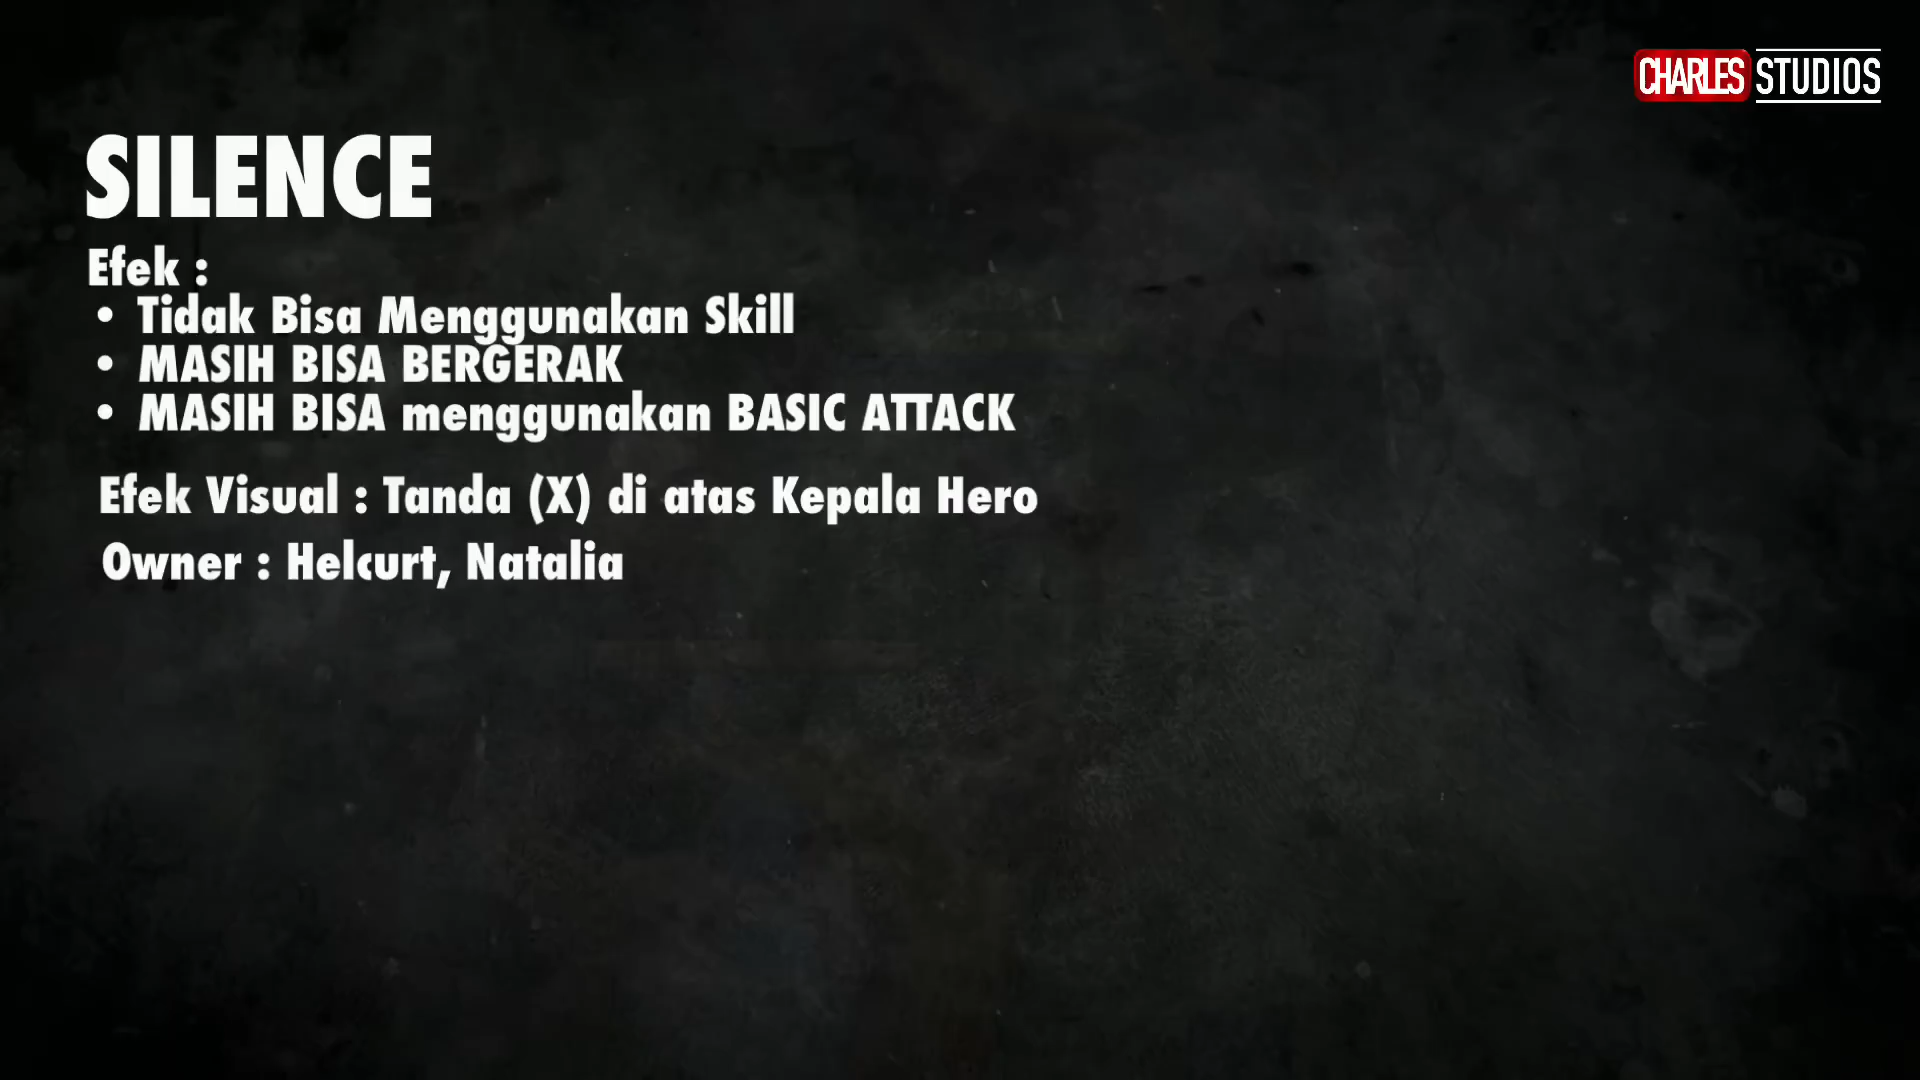 CHARLES STUDIOS
SILENCE
Efek :
• Tidak Bisa Menggunakan Skill
• MASIH BISA BERGERAK
• MASIH BISA menggunakan BASIC ATTACK
Efek Visual : Tanda (X) di atas Kepala Hero
Owner : Helcurt, Natalia